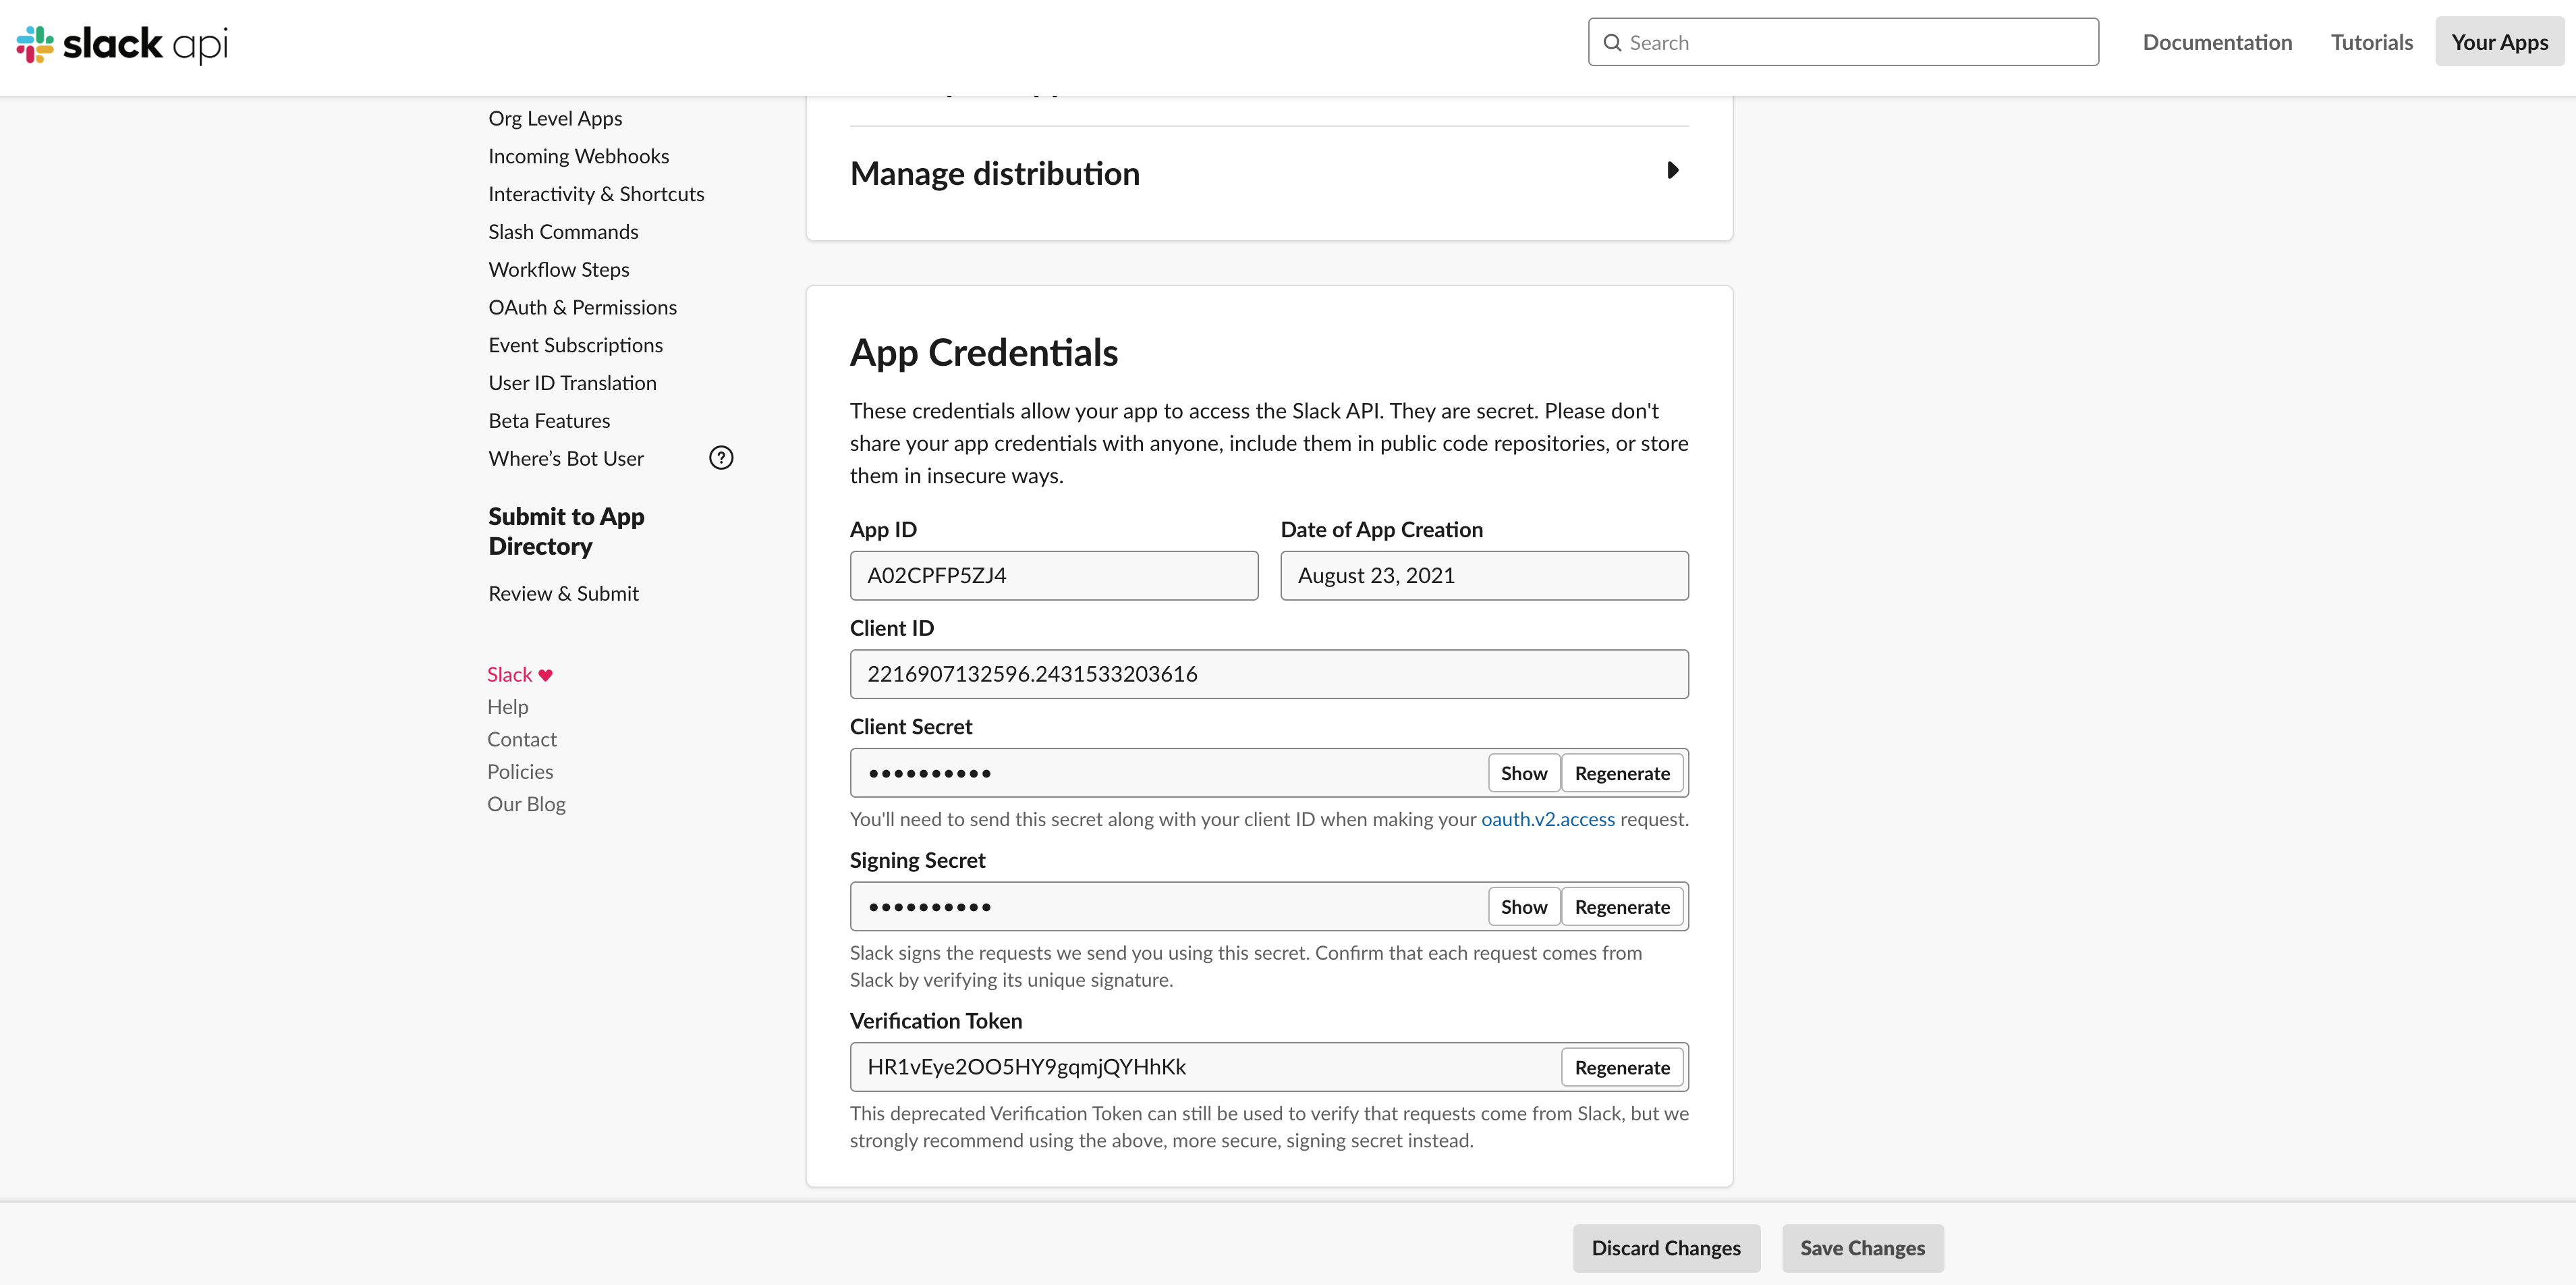 slack api
Search
Documentation
Tutorials
Your Apps
Org Level Apps
Incoming Webhooks
Interactivity & Shortcuts
Slash Commands
Workflow Steps
OAuth & Permissions
Event Subscriptions
User ID Translation
Beta Features
Where’s Bot User
Submit to App
Directory
Review & Submit
Slack ♥
Help
Contact
Policies
Our Blog
Manage distribution
App Credentials
These credentials allow your app to access the Slack API. They are secret. Please don't
share your app credentials with anyone, include them in public code repositories, or store
them in insecure ways.
App ID
A02CPFP5ZJ4
Date of App Creation
August 23, 2021
Client ID
2216907132596.2431533203616
Client Secret
••••••••••
Show
Regenerate
You'll need to send this secret along with your client ID when making your oauth.v2.access request.
Signing Secret
••••••••••
Show
Regenerate
Slack signs the requests we send you using this secret. Confirm that each request comes from
Slack by verifying its unique signature.
Verification Token
HR1vEye2OO5HY9gqmjQYHhKk
Regenerate
This deprecated Verification Token can still be used to verify that requests come from Slack, but we
strongly recommend using the above, more secure, signing secret instead.
Discard Changes
Save Changes